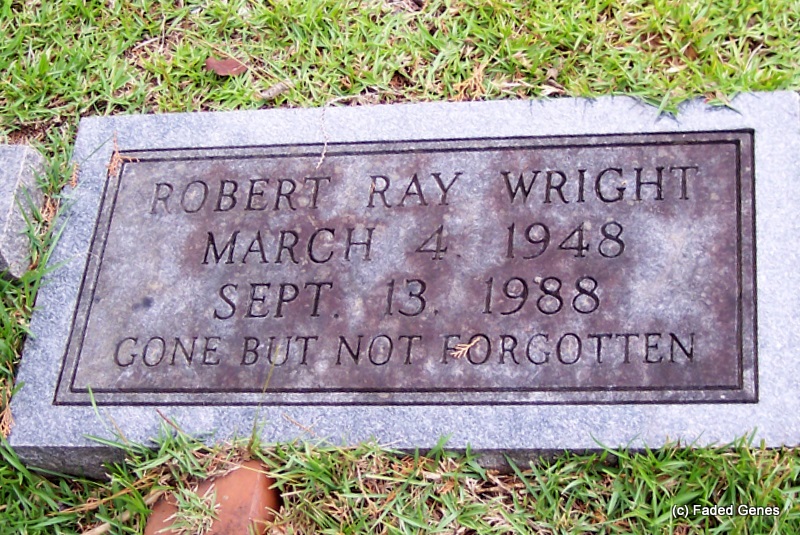 ROBERT RAY WRIGHT
MARCH 4, 1948
SEPT. 13, 1988
GONE BUT NOT FORGOTTEN
(c) Faded Genes